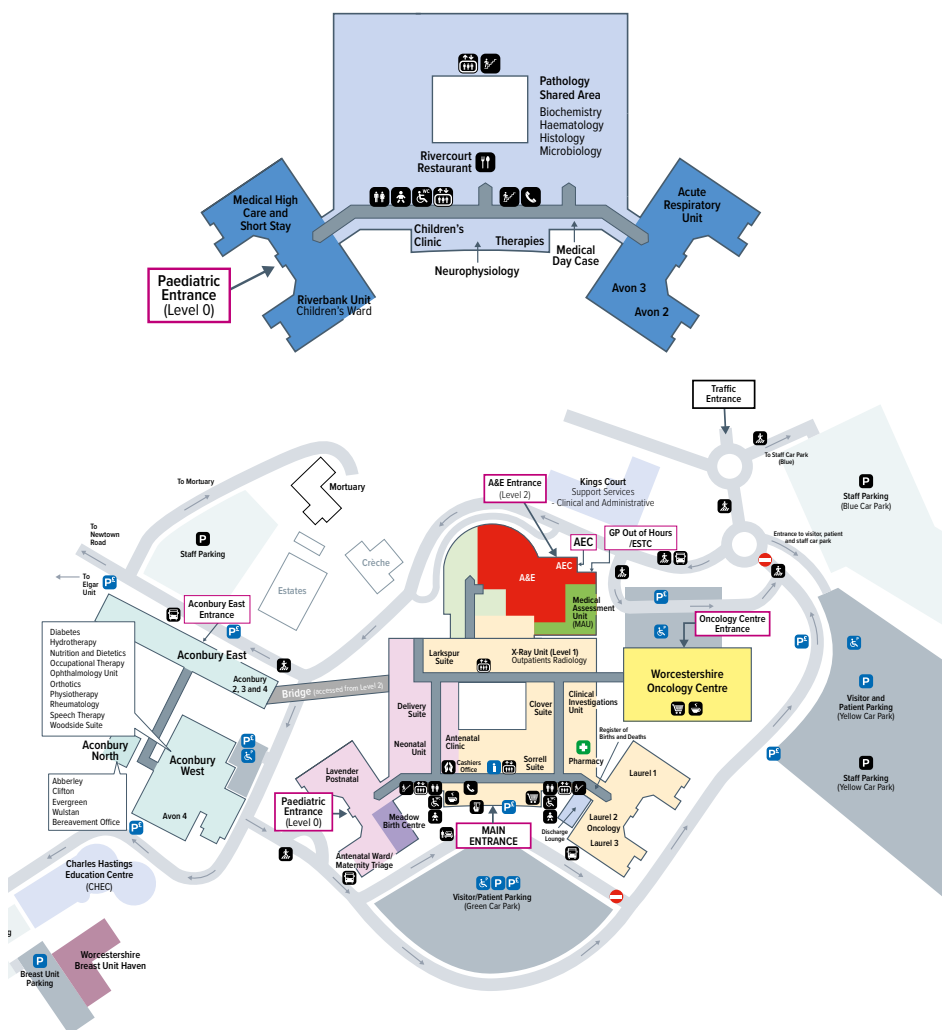 Pathology
Shared Area
Biochemistry
Haematology
Histology
Microbiology
Rivercourt
Restaurant
WC
Medical High
Care and
Short Stay
Acute
Respiratory
Unit
Children's
Clinic
Therapies
Medical
Day Case
Neurophysiology
Paediatric
Entrance
(Level 0)
Riverbank Unit
Children's Ward
Avon 3
Avon 2
Traffic
Entrance
To Staff Car Park
(Blue)
P
Staff Parking
(Blue Car Park)
Entrance to visitor, patient
and staff car park
Mortuary
To Mortuary
A&E Entrance
(Level 2)
Kings Court
Support Services
- Clinical and Administrative
To
Newtown
Road
P
Staff Parking
Crèche
Estates
AEC
GP Out of Hours
/ESTC
AEC
A&E
Medical
Assessment
Unit
(MAU)
To
Elgar
Unit
P£
Aconbury East
Entrance
P£
P£
Oncology Centre
Entrance
P£
Aconbury East
Diabetes
Hydrotherapy
Nutrition and Dietetics
Occupational Therapy
Ophthalmology Unit
Orthotics
Physiotherapy
Rheumatology
Speech Therapy
Woodside Suite
Aconbury
2, 3 and 4
Bridge (accessed from Level 2)
Larkspur
Suite
X-Ray Unit (Level 1)
Outpatients Radiology
Worcestershire
Oncology Centre
P
Visitor and
Patient Parking
(Yellow Car Park)
Delivery
Suite
Clover
Suite
Clinical
Investigations
Unit
Neonatal
Unit
Antenatal
Clinic
Register of
Births and Deaths
Aconbury
North
Aconbury
West
P£
P£
P
Staff Parking
(Yellow Car Park)
Cashiers
Office
i
Sorrell
Suite
Pharmacy
Laurel 1
Lavender
Postnatal
Abberley
Clifton
Evergreen
Wulstan
Bereavement Office
Avon 4
P£
Paediatric
Entrance
(Level 0)
Meadow
Birth Centre
P£
MAIN
ENTRANCE
Discharge
Lounge
Laurel 2
Oncology
Laurel 3
Antenatal Ward/
Maternity Triage
Charles Hastings
Education Centre
(CHEC)
P
P£
Visitor/Patient Parking
(Green Car Park)
g
P
Breast Unit
Parking
Worcestershire
Breast Unit Haven